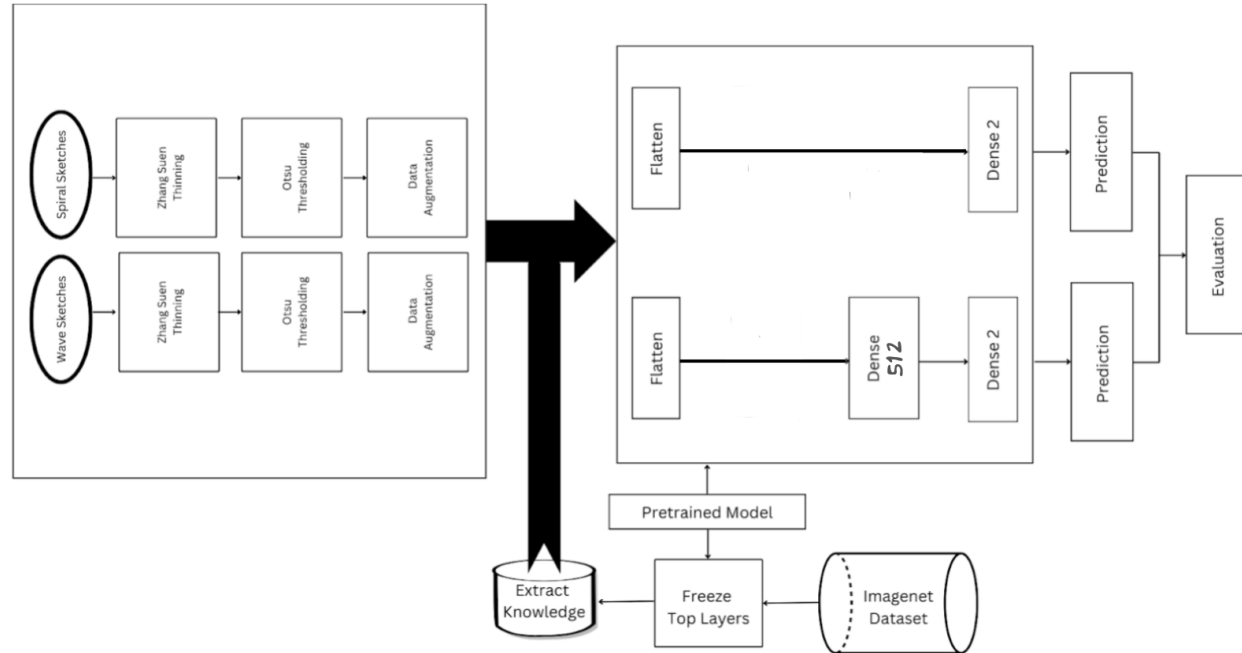 Spiral Sketches
Zhang Suen
Thinning
Otsu
Thresholding
Data
Augmentation
Wave Sketches
Zhang Suen
Thinning
Otsu
Thresholding
Data
Augmentation
Flatten
Dense 2
Prediction
Flatten
Dense
512
Dense 2
Prediction
Evaluation
Pretrained Model
Extract
Knowledge
Freeze
Top Layers
Imagenet
Dataset